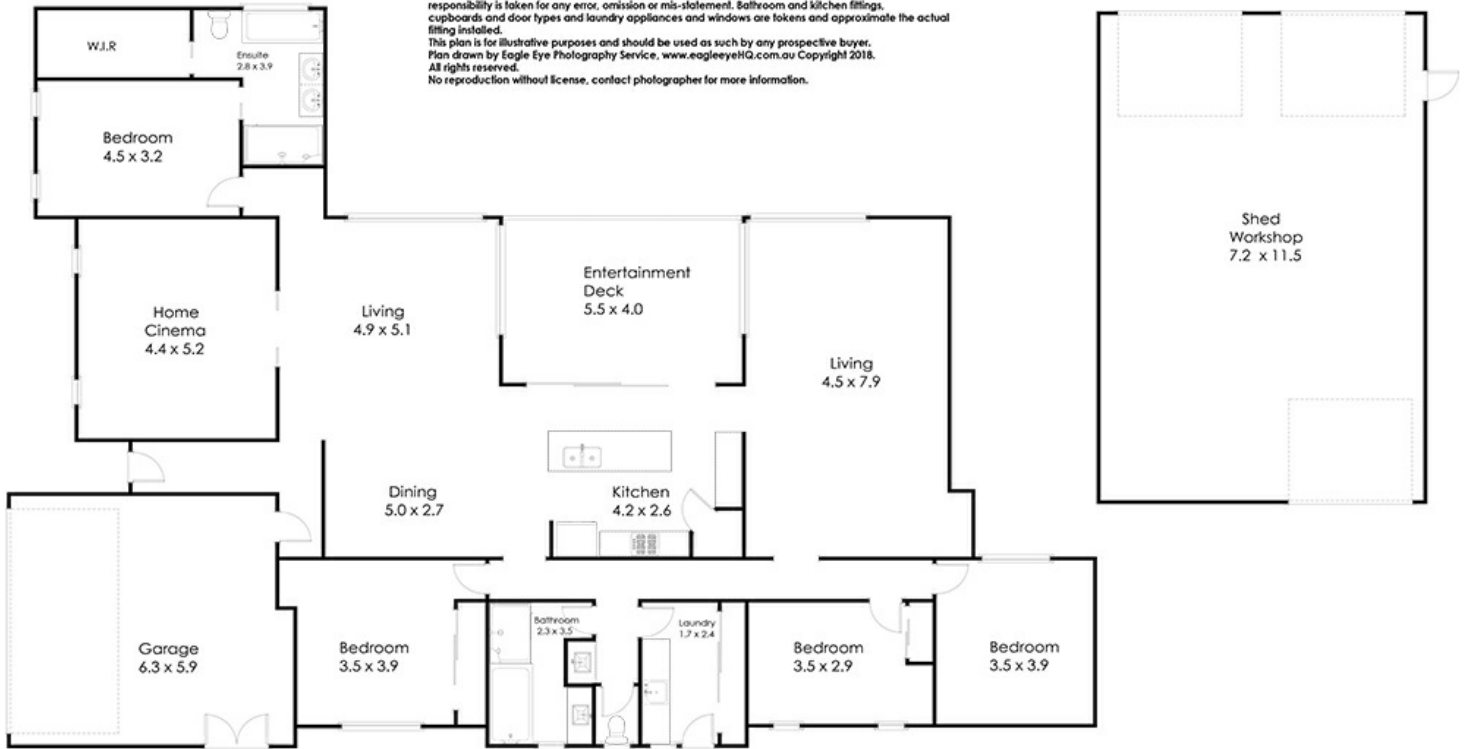 responsibility is taken for any error, omission or mis-statement. Bathroom and kitchen fittings,
cupboards and door types and laundry appliances and windows are tokens and approximate the actual
fitting installed.
This plan is for illustrative purposes and should be used as such by any prospective buyer.
Plan drawn by Eagle Eye Photography Service, www.eagleeyeHQ.com.au Copyright 2018.
All rights reserved.
No reproduction without license, contact photographer for more information.
W.I.R
Ensuite
2.8 x 3.9
Bedroom
4.5 x 3.2
Shed
Workshop
7.2 x 11.5
Home
Cinema
4.4 x 5.2
Living
4.9 x 5.1
Entertainment
Deck
5.5 x 4.0
Living
4.5 x 7.9
Dining
5.0 x 2.7
Kitchen
4.2 x 2.6
Garage
6.3 x 5.9
Bedroom
3.5 x 3.9
Bathroom
2.3 x 3.5
Laundry
1.7 x 2.4
Bedroom
3.5 x 2.9
Bedroom
3.5 x 3.9